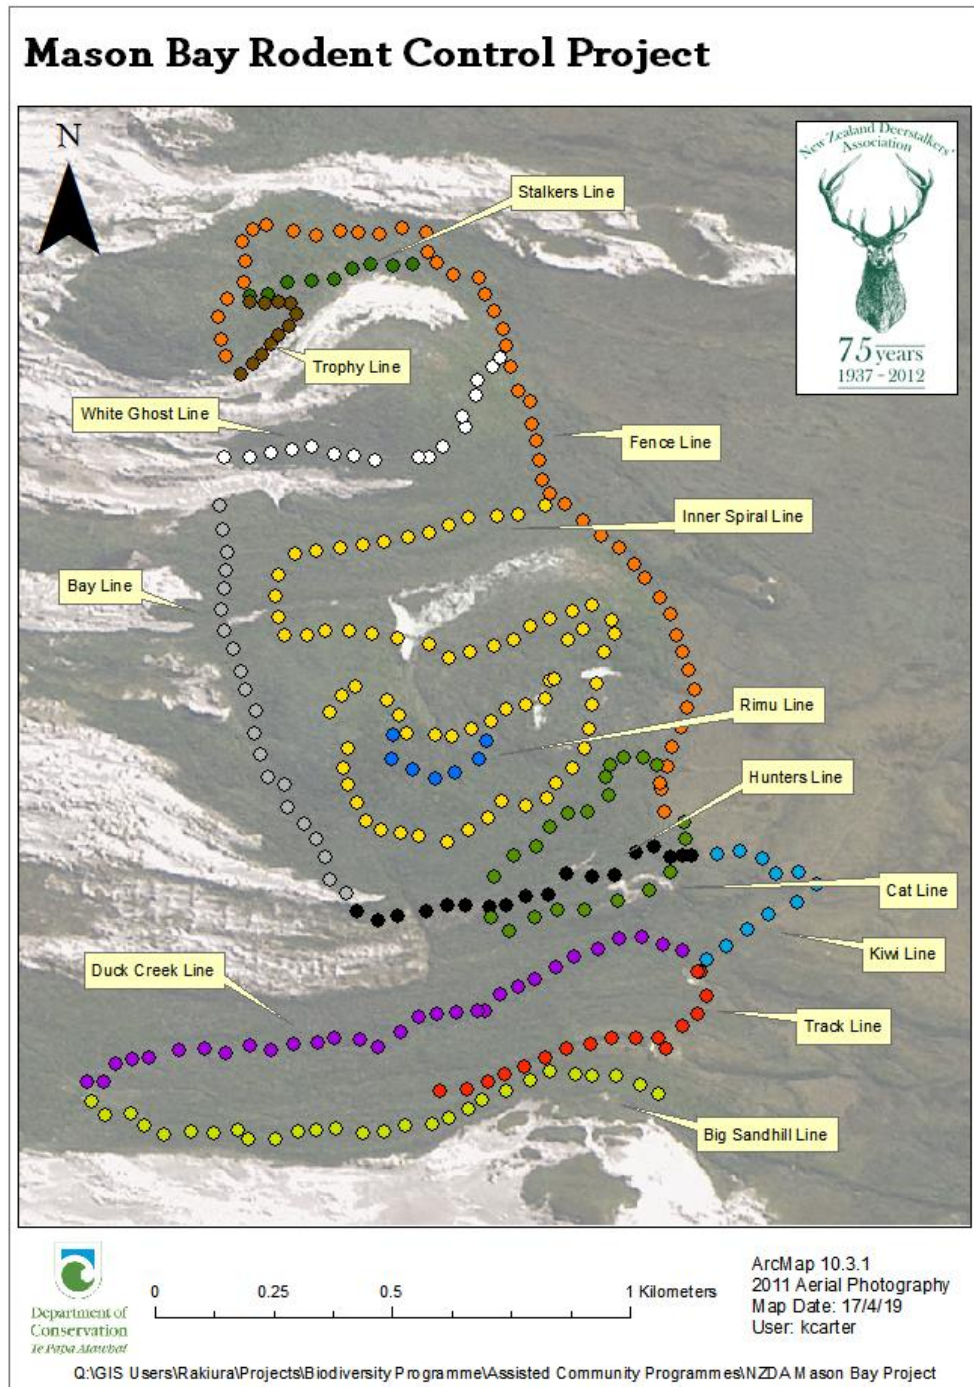 Mason Bay Rodent Control Project
N
New Zealand Deerstalkers'
Association
75 years
1937 - 2012
Stalkers Line
Trophy Line
White Ghost Line
Fence Line
Inner Spiral Line
Bay Line
Rimu Line
Hunters Line
Cat Line
Kiwi Line
Duck Creek Line
Track Line
Big Sandhill Line
Department of
Conservation
Te Papa Atawbai
0 0.25 0.5 1 Kilometers
ArcMap 10.3.1
2011 Aerial Photography
Map Date: 17/4/19
User: kcarter
Q:\GIS Users\Rakiura\Projects\Biodiversity Programme\Assisted Community Programmes\NZDA Mason Bay Project